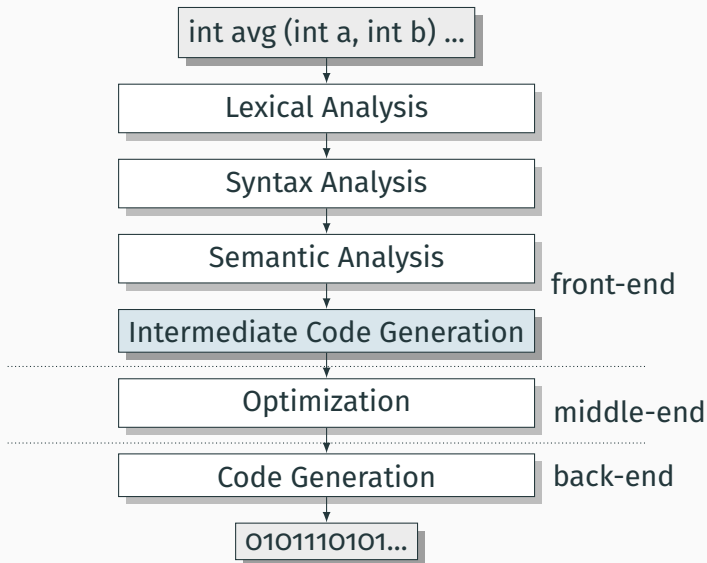 int avg (int a, int b) ...
Lexical Analysis
Syntax Analysis
Semantic Analysis
front-end
Intermediate Code Generation
Optimization
middle-end
Code Generation
back-end
0101110101...